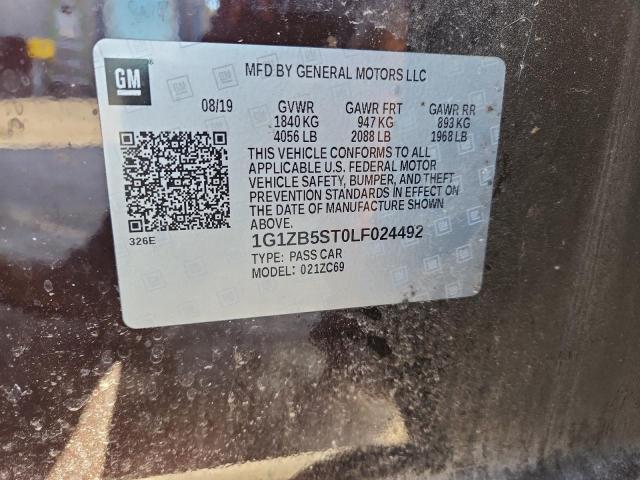 GM
MFD BY GENERAL MOTORS LLC
08/19 GVWR GAWR FRT GAWR RR
1840 KG 947 KG 893 KG
4056 LB 2088 LB 1968 LB
THIS VEHICLE CONFORMS TO ALL
APPLICABLE U.S. FEDERAL MOTOR
VEHICLE SAFETY, BUMPER, AND THEFT
PREVENTION STANDARDS IN EFFECT ON
THE DATE OF MANUFACTURE SHOWN
ABOVE.
326E
1G1ZB5ST0LF024492
TYPE: PASS CAR
MODEL: 021ZC69